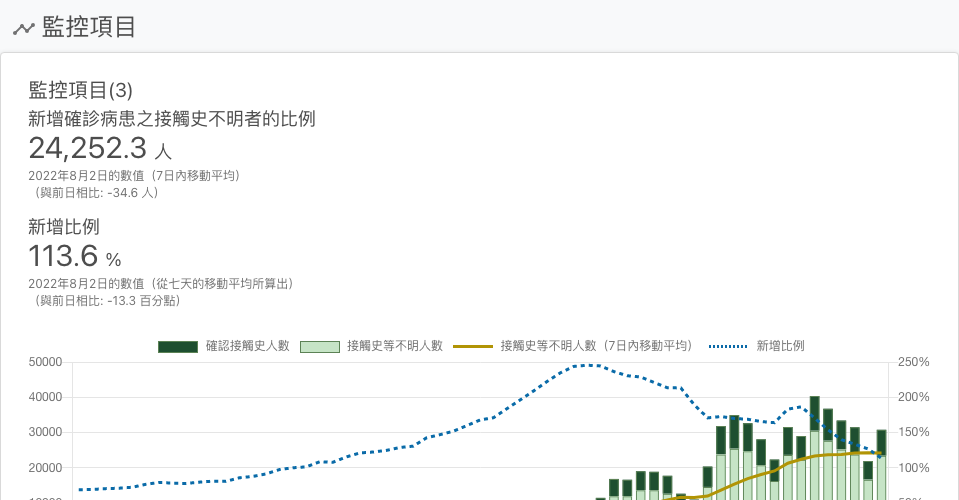 監控項目
監控項目(3)
新增確診病患之接觸史不明者的比例
24,252.3 人
2022年8月2日的數值（7日內移動平均）
（與前日相比: -34.6 人）
新增比例
113.6 %
2022年8月2日的數值（從七天的移動平均所算出）
（與前日相比: -13.3 百分點）
確認接觸史人數 接觸史等不明人數 接觸史等不明人數（7日內移動平均） 新增比例
50000 250%
40000 200%
30000 150%
20000 100%